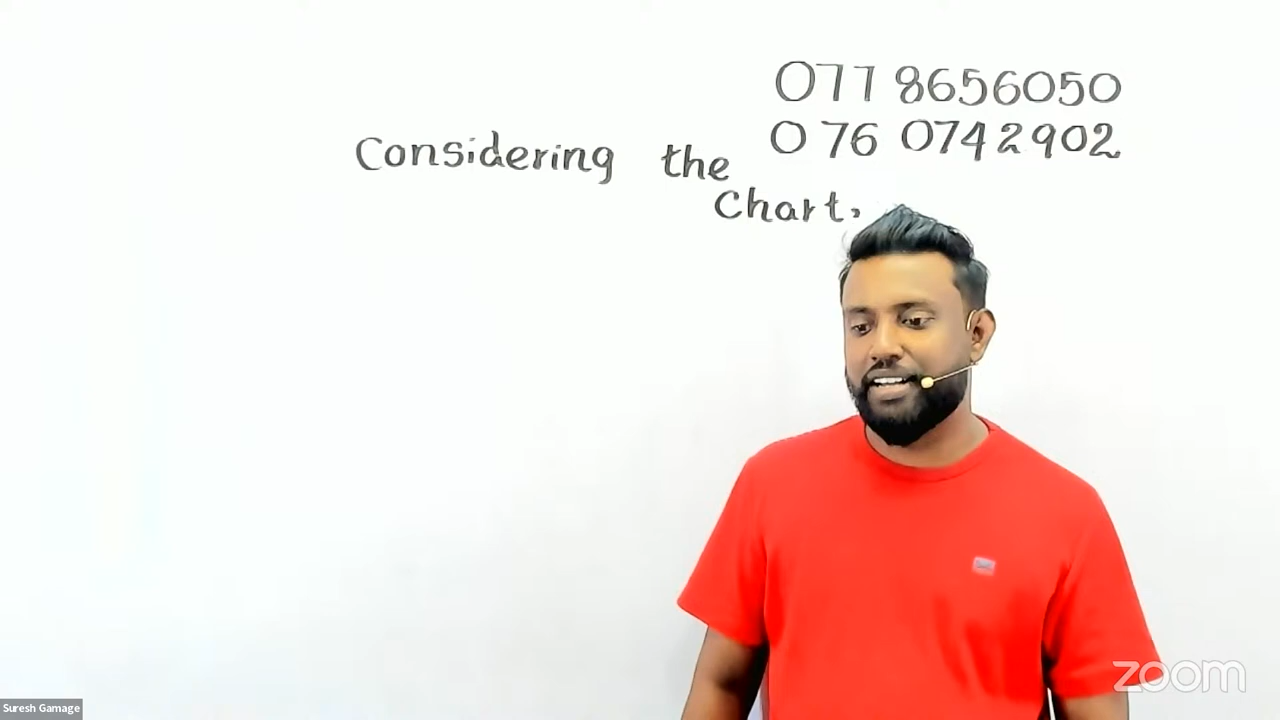 077 8656050
076 0742902
Considering the
Chart,
zoom
Suresh Gamage